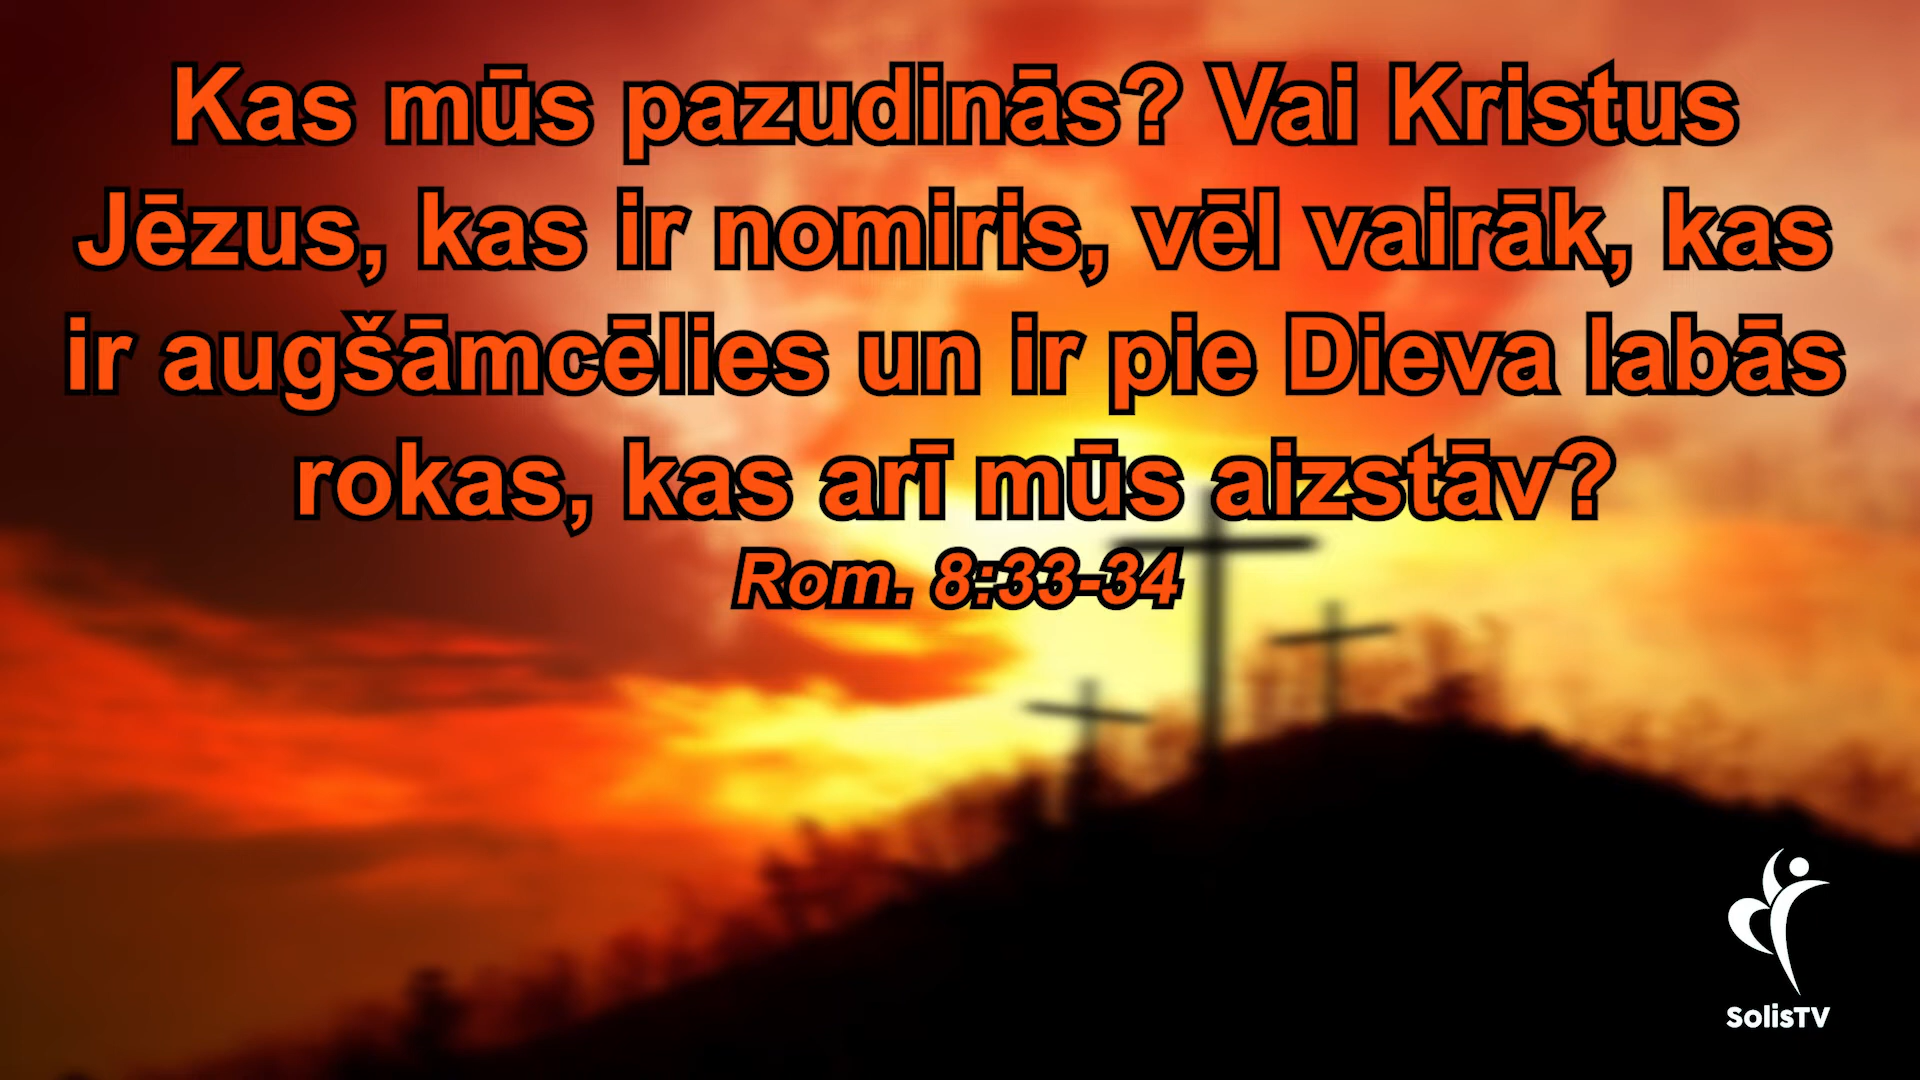 Kas mūs pazudinās? Vai Kristus
Jēzus, kas ir nomiris, vēl vairāk, kas
ir augšāmcēlies un ir pie Dieva labās
rokas, kas arī mūs aizstāv?
Rom. 8:33-34
SolisTV